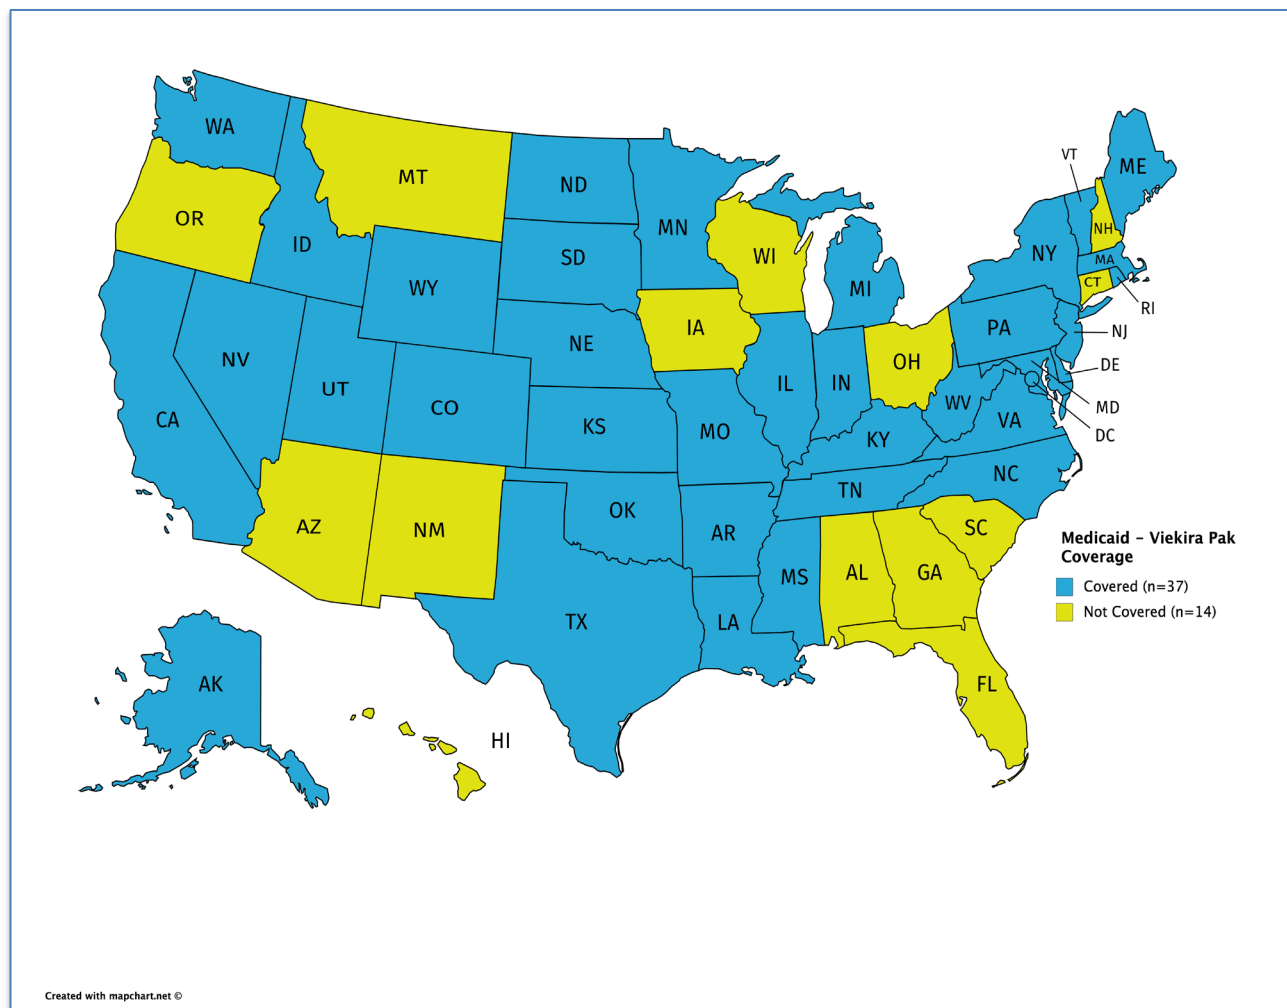 WA
MT
ND
MN
VT
ME
OR
ID
SD
WI
NY
NH
MA
WY
MI
CT
RI
IA
NE
PA
NJ
NV
UT
OH
DE
IL
IN
CO
WV
MD
CA
KS
MO
KY
VA
DC
NC
TN
AZ
NM
OK
AR
SC
MS
AL
GA
Medicaid – Viekira Pak
Coverage
Covered (n=37)
Not Covered (n=14)
TX
LA
AK
FL
HI
Created with mapchart.net ©